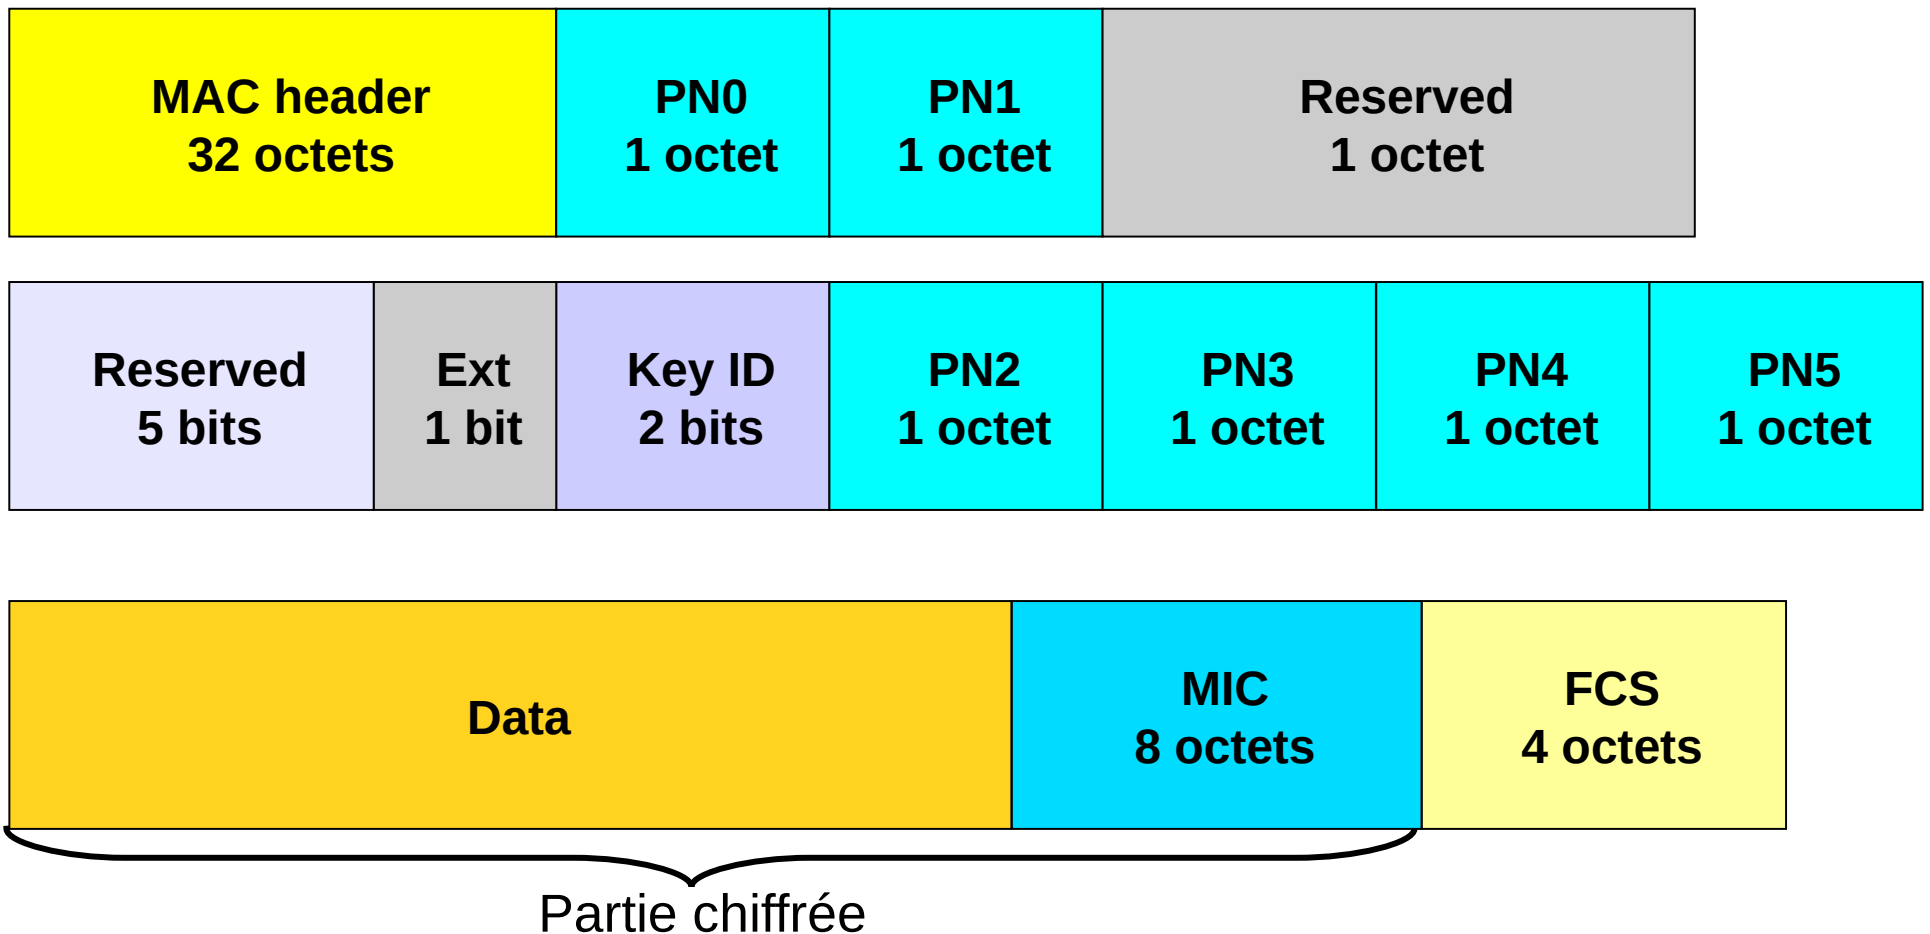 MAC header
32 octets
PN0
1 octet
PN1
1 octet
Reserved
1 octet
Reserved
5 bits
Ext
1 bit
Key ID
2 bits
PN2
1 octet
PN3
1 octet
PN4
1 octet
PN5
1 octet
Data
MIC
8 octets
FCS
4 octets
Partie chiffrée